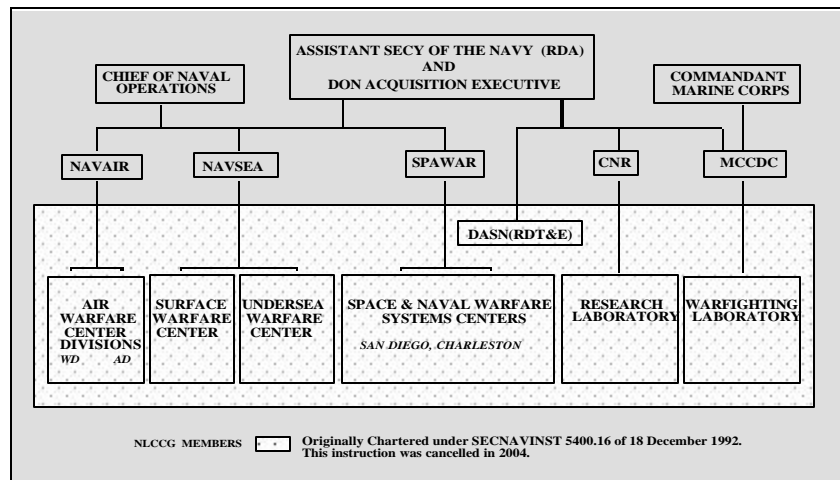 ASSISTANT SECY OF THE NAVY (RDA)
AND
DON ACQUISITION EXECUTIVE
CHIEF OF NAVAL
OPERATIONS
COMMANDANT
MARINE CORPS
NAVAIR
NAVSEA
SPAWAR
CNR
MCCDC
DASN(RDT&E)
AIR
WARFARE
CENTER
DIVISIONS
WD AD
SURFACE
WARFARE
CENTER
UNDERSEA
WARFARE
CENTER
SPACE & NAVAL WARFARE
SYSTEMS CENTERS
SAN DIEGO, CHARLESTON
RESEARCH
LABORATORY
WARFIGHTING
LABORATORY
NLCCG MEMBERS
Originally Chartered under SECNAVINST 5400.16 of 18 December 1992.
This instruction was cancelled in 2004.